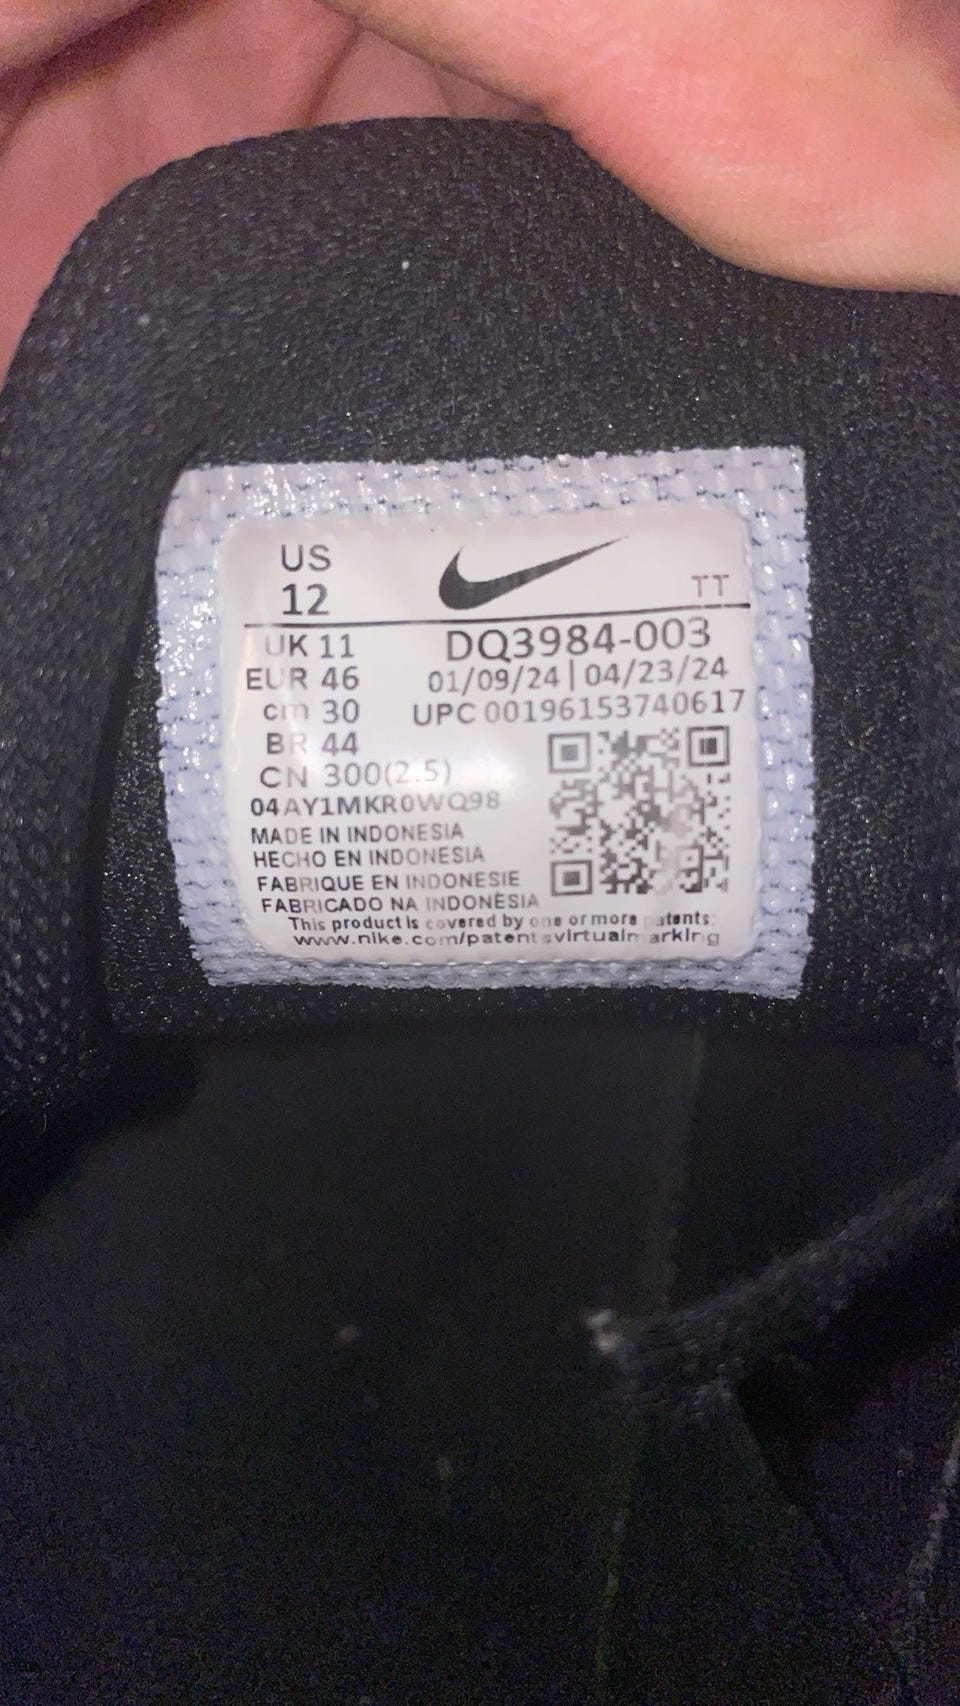 US
12
TT
UK 11
DQ3984-003
EUR 46
01/09/24 | 04/23/24
cm 30
UPC 00196153740617
BR 44
CN 300(2.5)
04AY1MKR0WQ98
MADE IN INDONESIA
HECHO EN INDONESIA
FABRIQUE EN INDONESIE
FABRICADO NA INDONÉSIA
This product is covered by one or more patents:
www.nike.com/patentsvirtualmarking